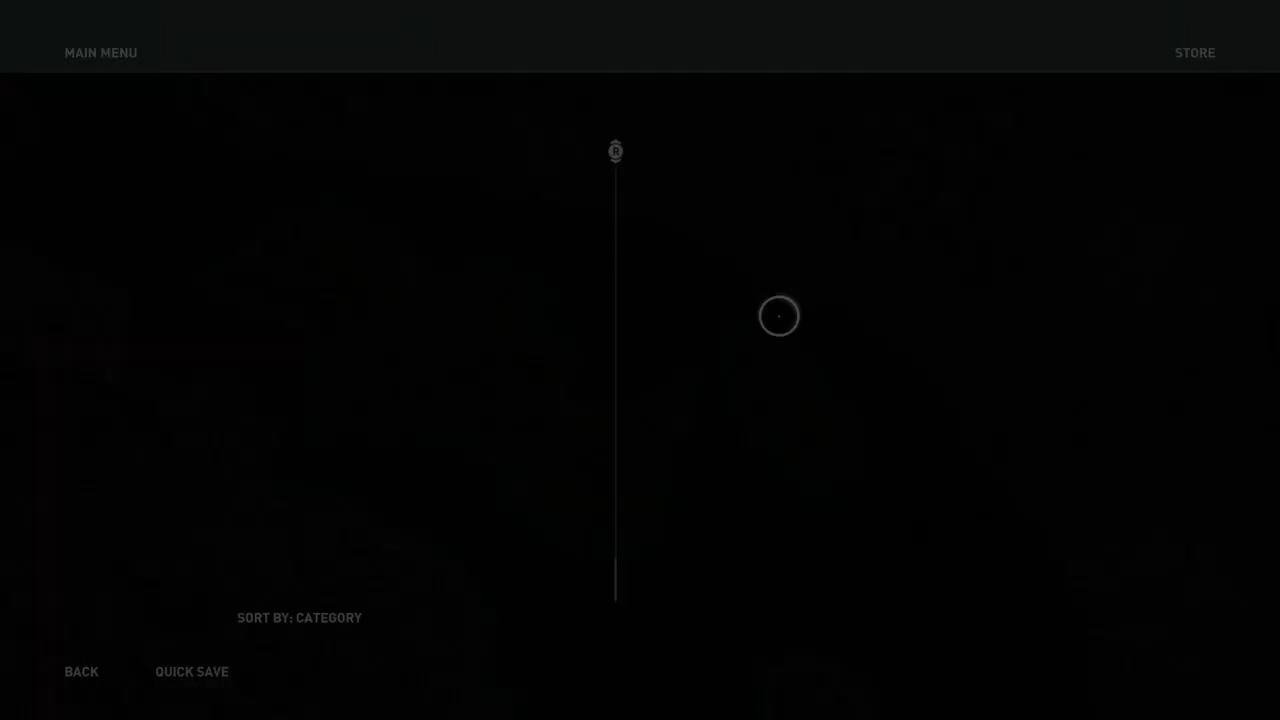 MAIN MENU
STORE
R
SORT BY: CATEGORY
BACK
QUICK SAVE